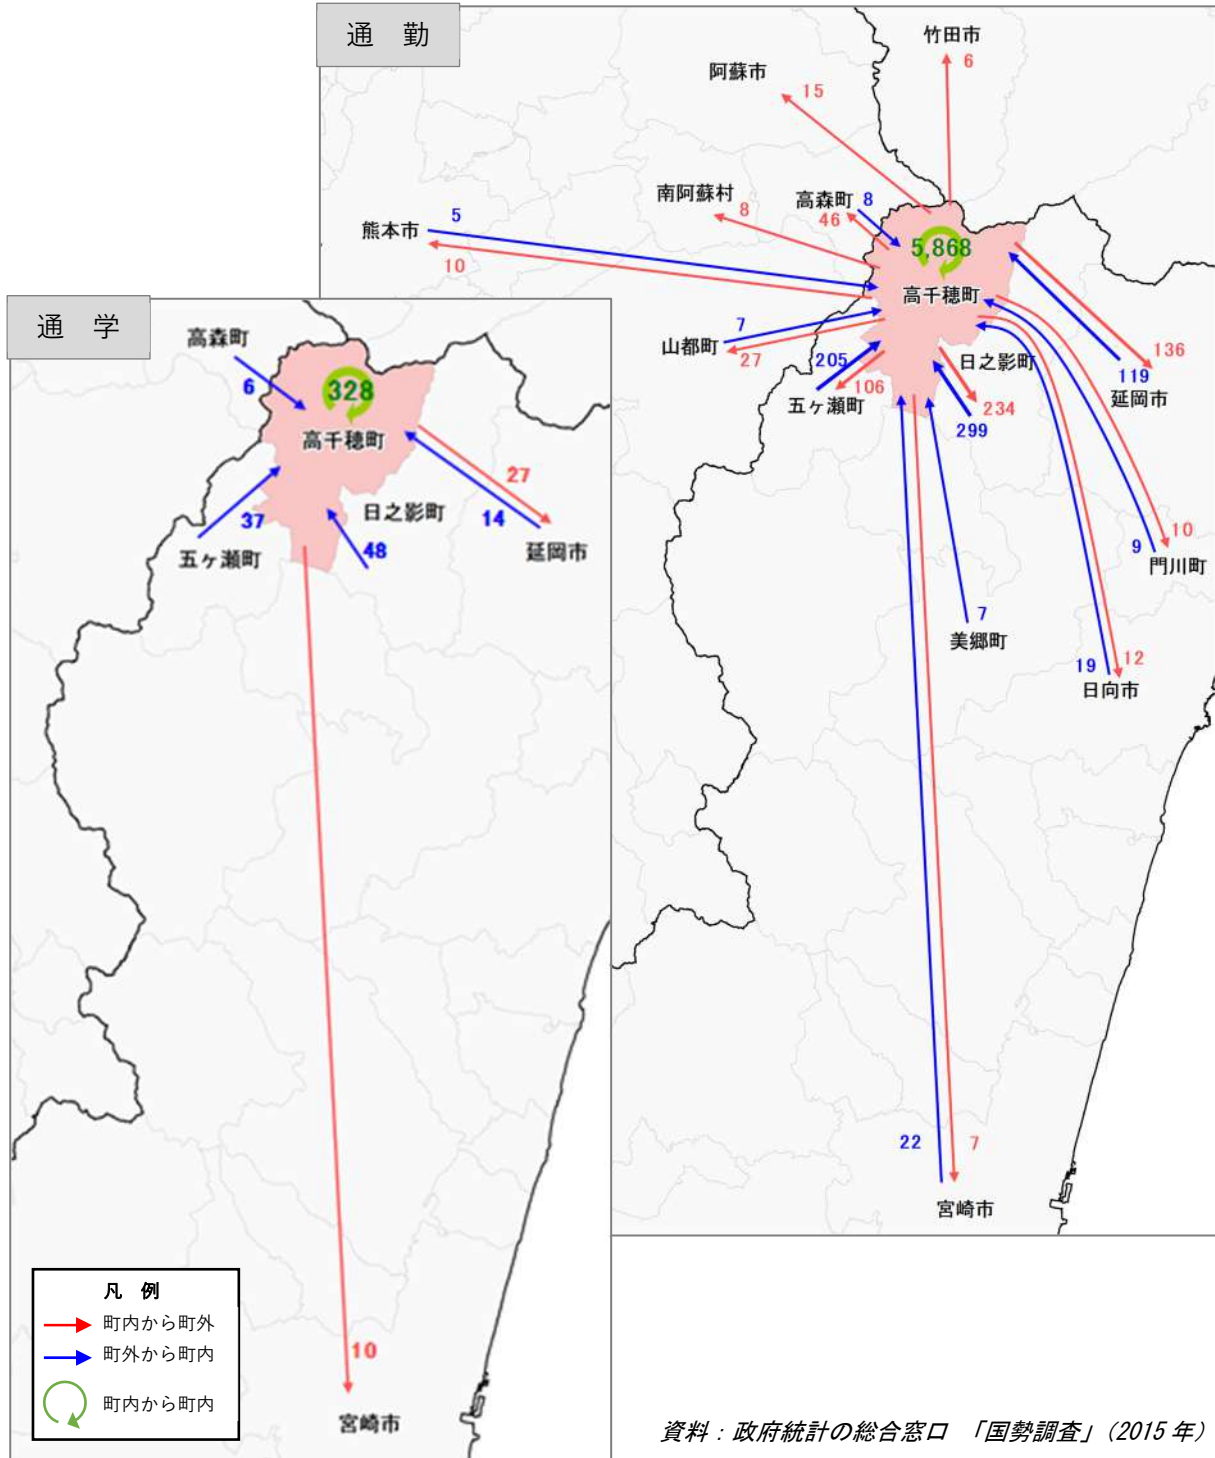 通 勤
竹田市
6
阿蘇市
15
南阿蘇村
8
高森町
8
46
熊本市
5
10
5,868
高千穂町
山都町
7
27
205
106
五ヶ瀬町
日之影町
234
299
136
119
延岡市
10
9
門川町
7
美郷町
19
12
日向市
22
7
宮崎市
通 学
高森町
6
328
高千穂町
27
14
延岡市
37
五ヶ瀬町
日之影町
48
10
宮崎市
凡 例
町内から町外
町外から町内
町内から町内
資料：政府統計の総合窓口 「国勢調査」（2015 年）